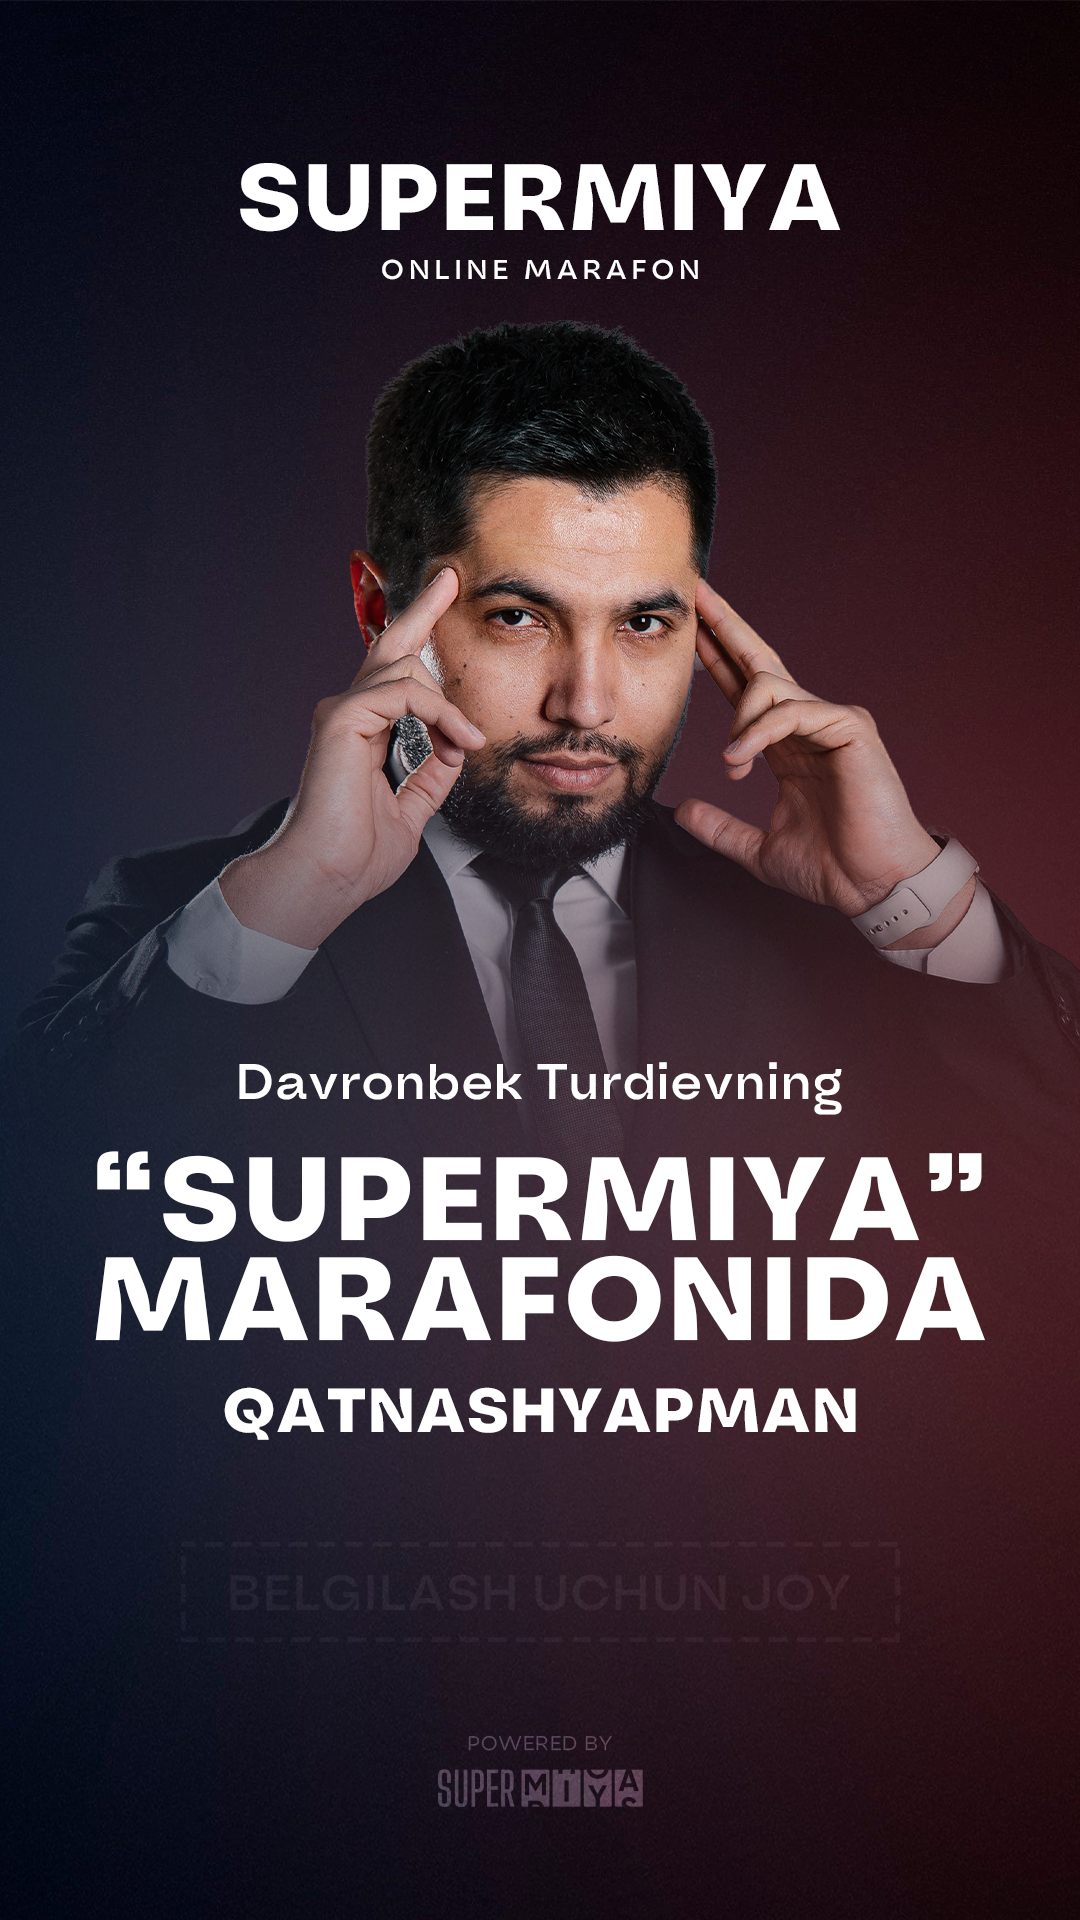 SUPERMIYA
ONLINE MARAFON
Davronbek Turdievning
“SUPERMIYA”
MARAFONIDA
QATNASHYAPMAN
BELGILASH UCHUN JOY
POWERED BY
SUPER MIYA